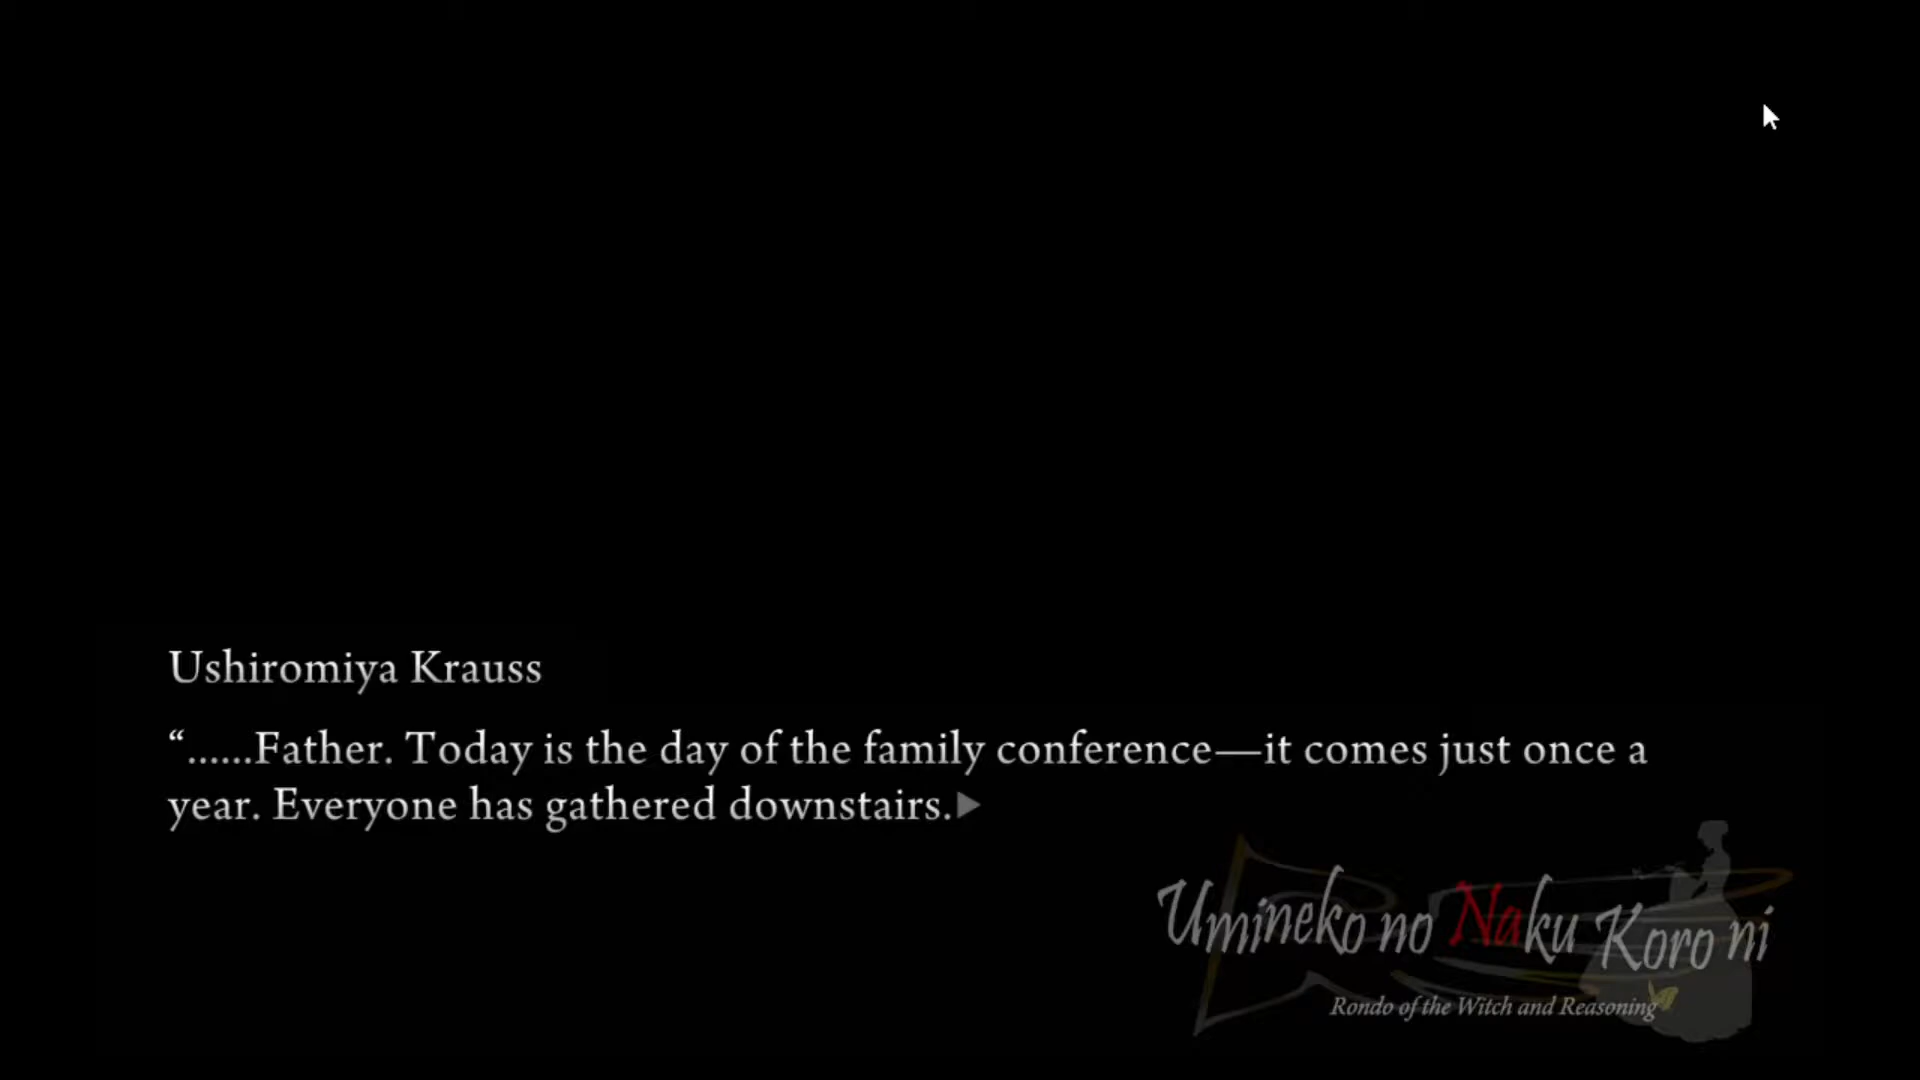 Ushiromiya Krauss
“......Father. Today is the day of the family conference—it comes just once a
year. Everyone has gathered downstairs.
Umineko no Naku Koro ni
Rondo of the Witch and Reasoning